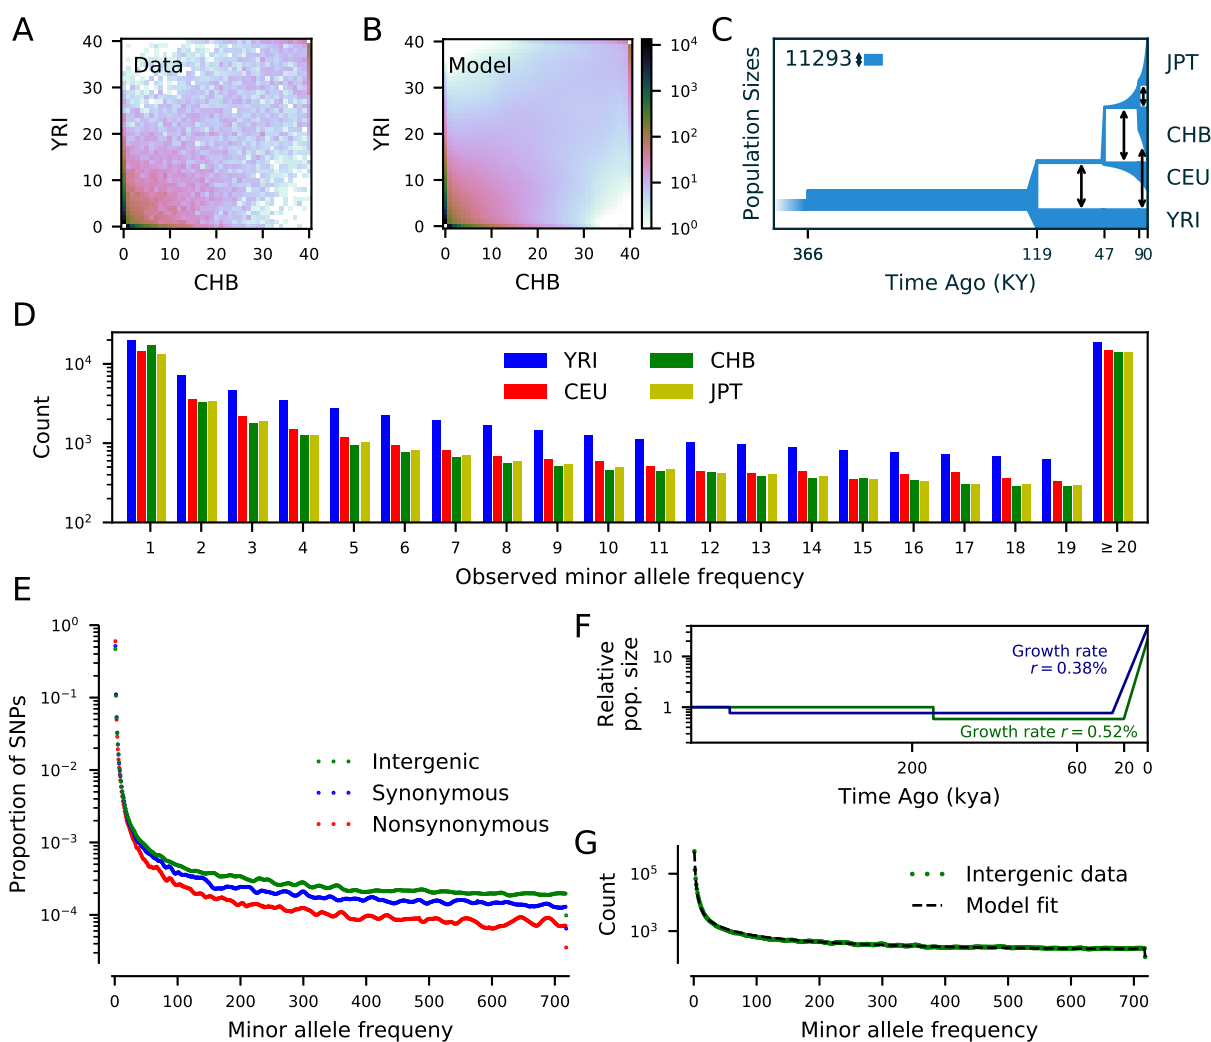 A
40
30
20
10
0
YRI
Data
0 10 20 30 40
CHB
B
40
30
20
10
0
YRI
Model
0 10 20 30 40
CHB
10⁴
10³
10²
10¹
10⁰
C
Population Sizes
11293
JPT
CHB
CEU
YRI
366 119 47 9 0
Time Ago (KY)
D
Count
10⁴
10³
10²
YRI
CEU
CHB
JPT
1 2 3 4 5 6 7 8 9 10 11 12 13 14 15 16 17 18 19 ≥ 20
Observed minor allele frequency
E
Proportion of SNPs
10⁰
10⁻¹
10⁻²
10⁻³
10⁻⁴
Intergenic
Synonymous
Nonsynonymous
0 100 200 300 400 500 600 700
Minor allele frequeny
F
Relative
pop. size
10
1
Growth rate
r = 0.38%
Growth rate r = 0.52%
200 60 20 0
Time Ago (kya)
G
Count
10⁵
10³
Intergenic data
Model fit
0 100 200 300 400 500 600 700
Minor allele frequency